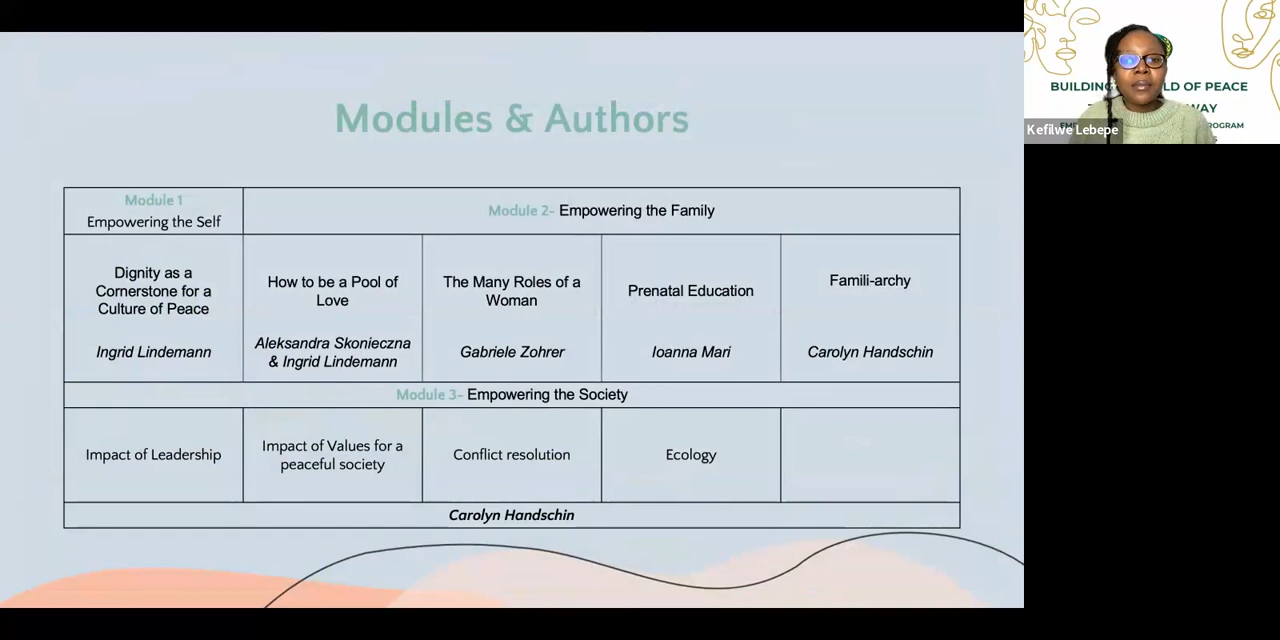 Modules & Authors
Module 1
Empowering the Self
Module 2- Empowering the Family
Dignity as a
Cornerstone for a
Culture of Peace
Ingrid Lindemann
How to be a Pool of
Love
Aleksandra Skonieczna
& Ingrid Lindemann
The Many Roles of a
Woman
Gabriele Zohrer
Prenatal Education
Ioanna Mari
Famili-archy
Carolyn Handschin
Module 3- Empowering the Society
Impact of Leadership
Impact of Values for a
peaceful society
Conflict resolution
Ecology
Carolyn Handschin
BUILDING LD OF PEACE
WAY
ROGRAM
Kefilwe Lebepe